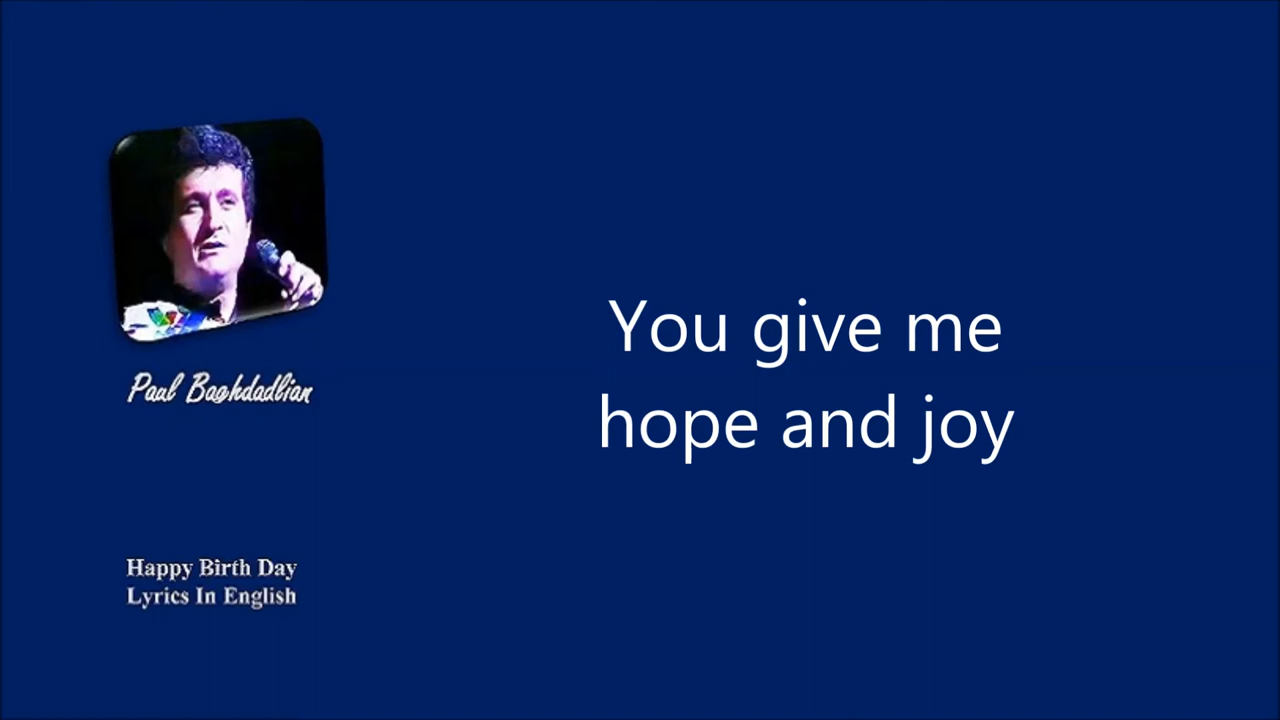 Paul Baghdadlian
Happy Birth Day
Lyrics In English
You give me
hope and joy